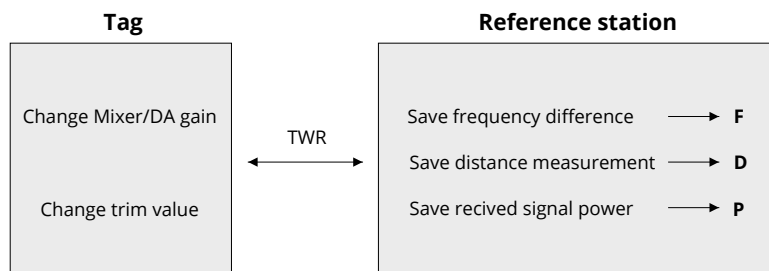 Tag
Reference station
Change Mixer/DA gain
Change trim value
TWR
Save frequency difference F
Save distance measurement D
Save recived signal power P